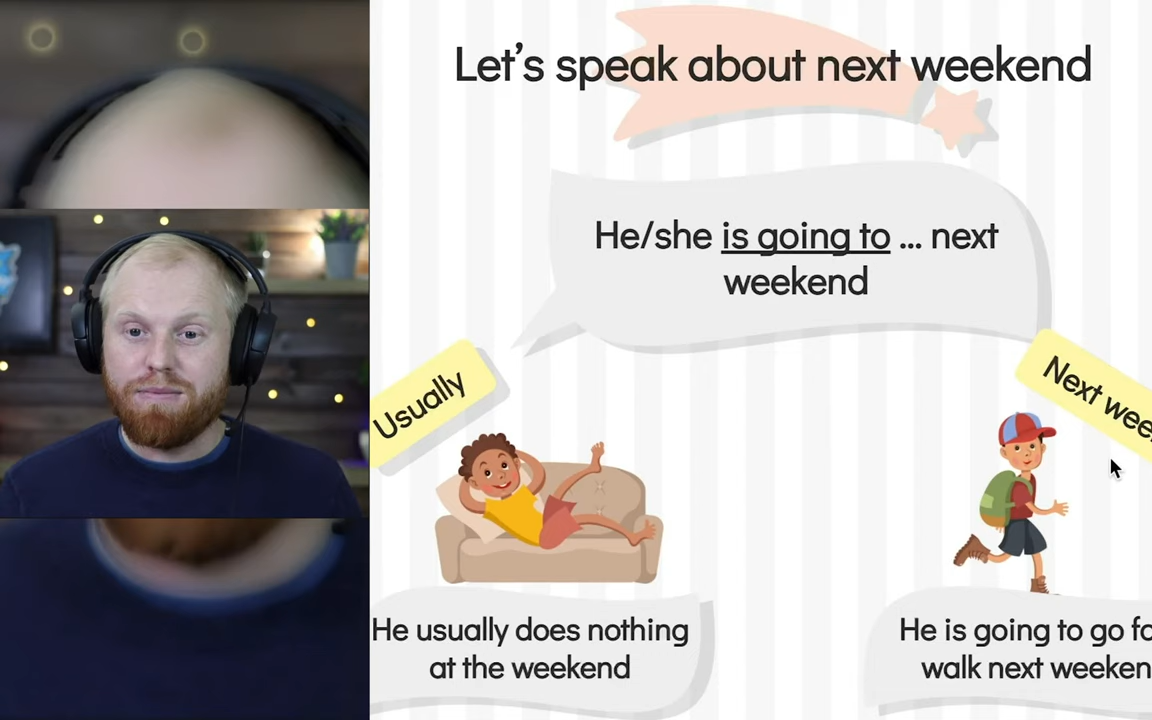 Let's speak about next weekend
He/she is going to ... next
weekend
Usually
Next
He usually does nothing
at the weekend
He is going to go
walk next